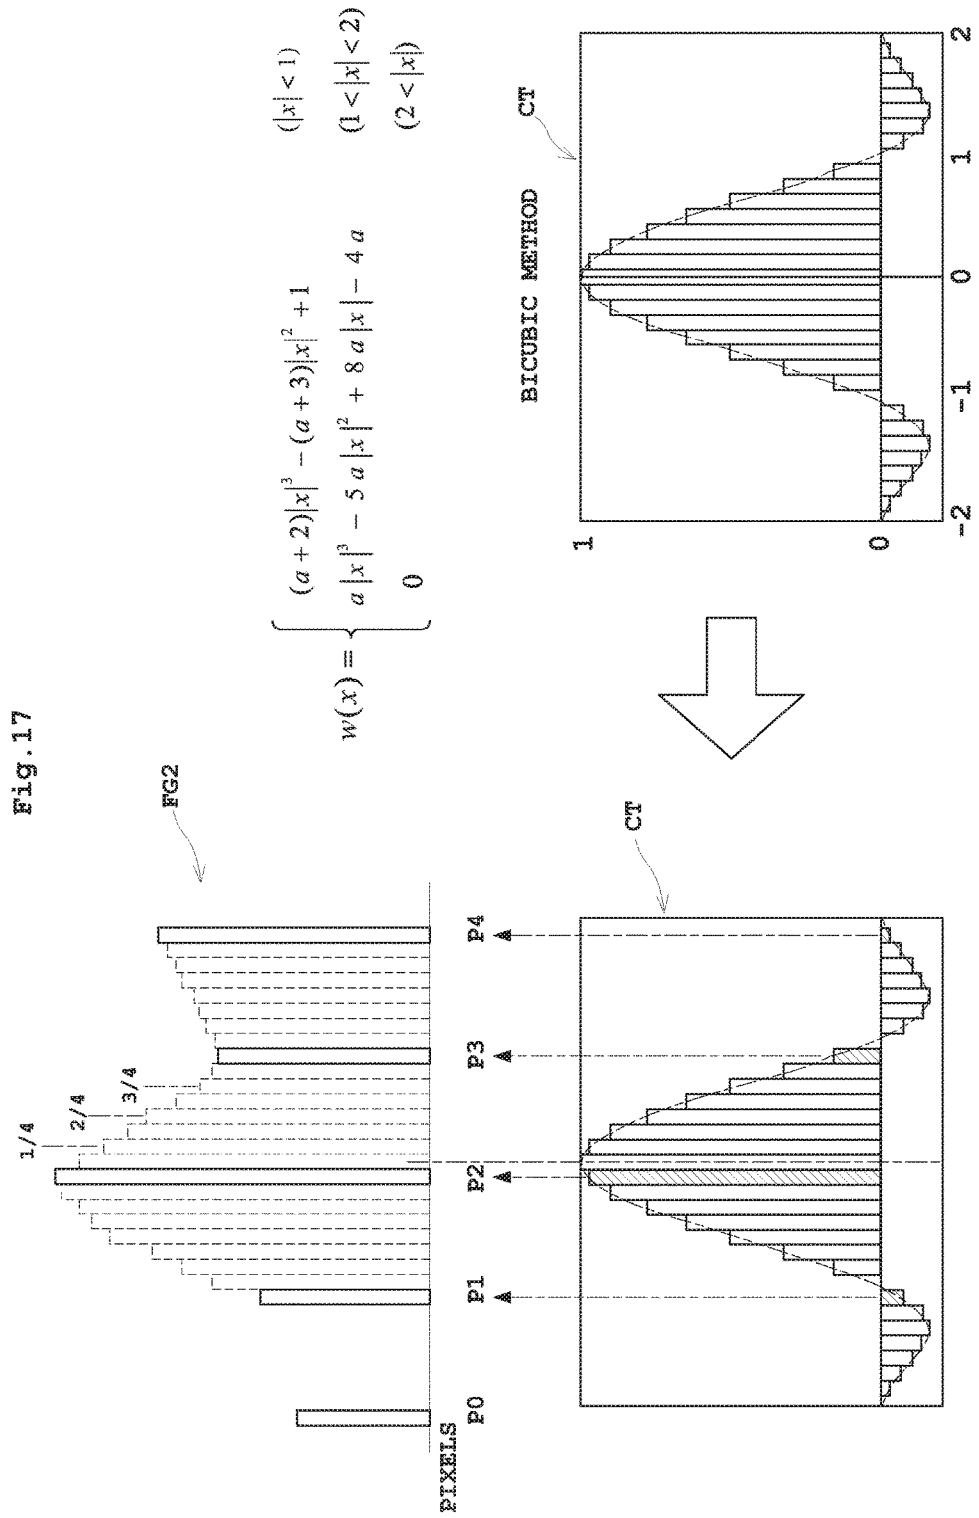 Fig.17
FG2
1/4
2/4
3/4
PIXELS
P0 P1 P2 P3 P4
CT
w(x) = {
(a + 2)|x|^3 − (a + 3)|x|^2 + 1 (|x| < 1)
a|x|^3 − 5a|x|^2 + 8a|x| − 4a (1 < |x| < 2)
0 (2 < |x|)
BICUBIC METHOD
CT
1
0
-2 -1 0 1 2